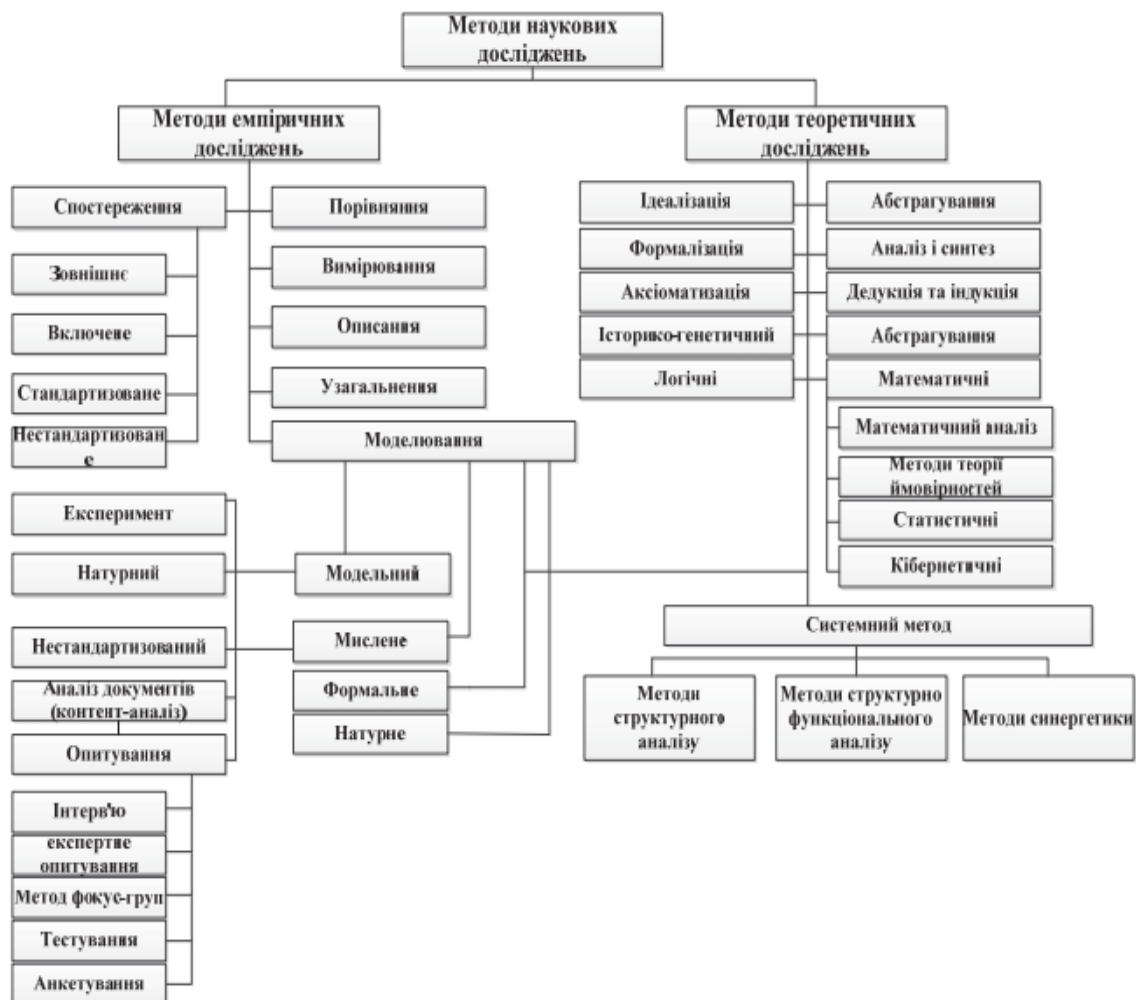 Методи наукових
досліджень
Методи емпіричних
досліджень
Методи теоретичних
досліджень
Спостереження
Порівняння
Зовнішнє
Вимірювання
Включене
Описання
Стандартизоване
Узагальнення
Нестандартизован
е
Моделювання
Експеримент
Натурний
Модельний
Нестандартизований
Мислене
Аналіз документів
(контент-аналіз)
Формальне
Опитування
Натурне
Інтерв'ю
експертне
опитування
Метод фокус-груп
Тестування
Анкетування
Ідеалізація
Абстрагування
Формалізація
Аналіз і синтез
Аксіоматизація
Дедукція та індукція
Історико-генетичний
Абстрагування
Логічні
Математичні
Математичний аналіз
Методи теорії
ймовірностей
Статистичні
Кібернетичні
Системний метод
Методи
структурного
аналізу
Методи структурно
функціонального
аналізу
Методи синергетики